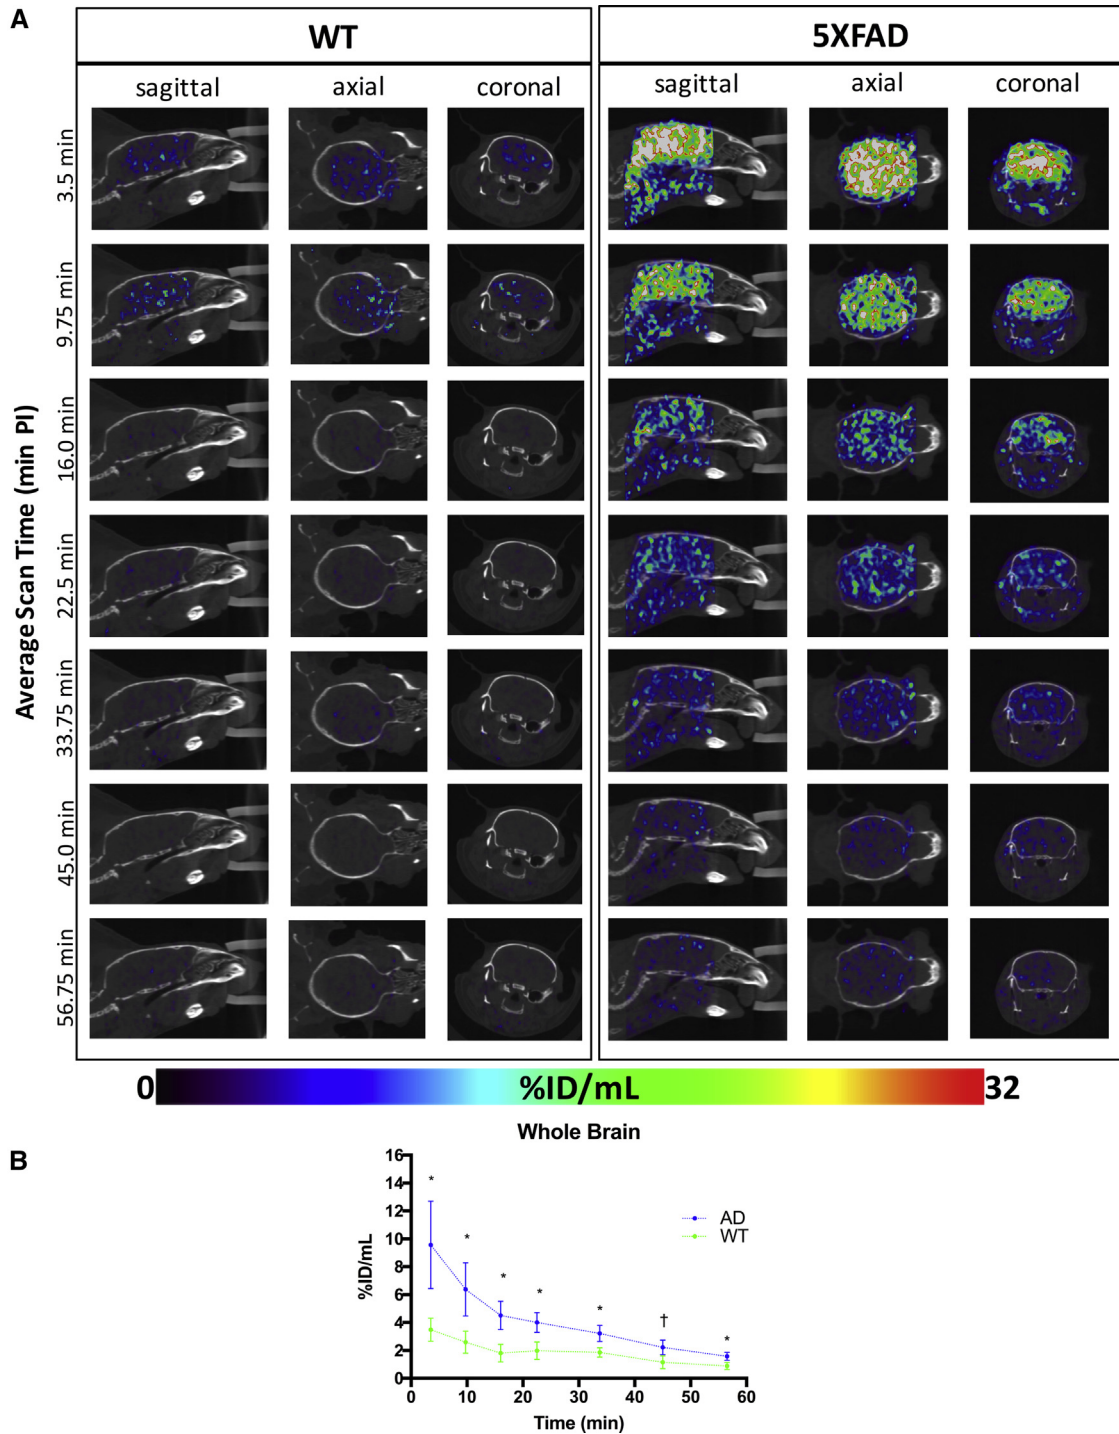 A
WT
5XFAD
sagittal axial coronal
sagittal axial coronal
Average Scan Time (min PI)
3.5 min
9.75 min
16.0 min
22.5 min
33.75 min
45.0 min
56.75 min
0 %ID/mL 32
B
Whole Brain
16
14
12
10
8
6
4
2
0
%ID/mL
* * * * * † *
AD
WT
0 10 20 30 40 50 60
Time (min)